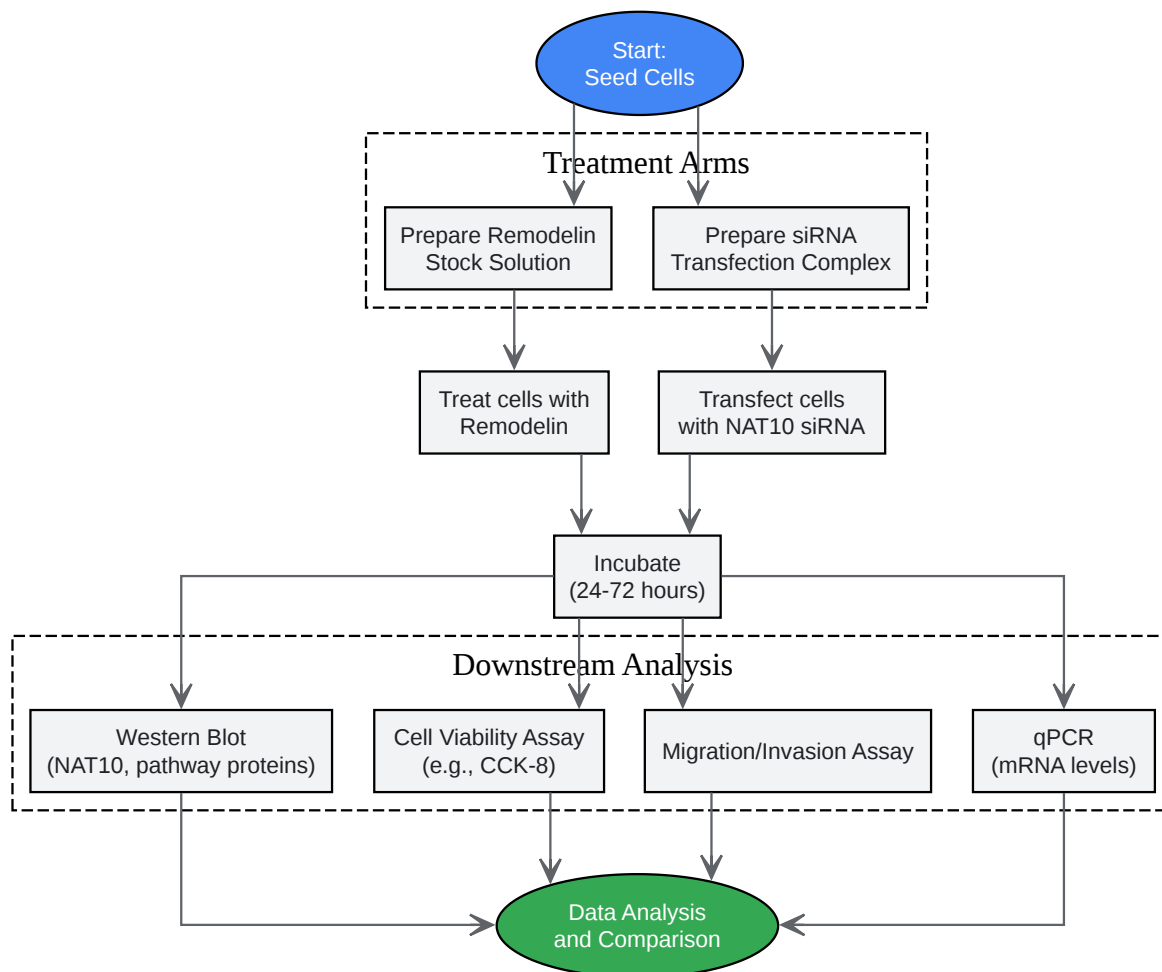 Start:
Seed Cells
Treatment Arms
Prepare Remodelin
Stock Solution
Prepare siRNA
Transfection Complex
Treat cells with
Remodelin
Transfect cells
with NAT10 siRNA
Incubate
(24-72 hours)
Downstream Analysis
Western Blot
(NAT10, pathway proteins)
Cell Viability Assay
(e.g., CCK-8)
Migration/Invasion Assay
qPCR
(mRNA levels)
Data Analysis
and Comparison